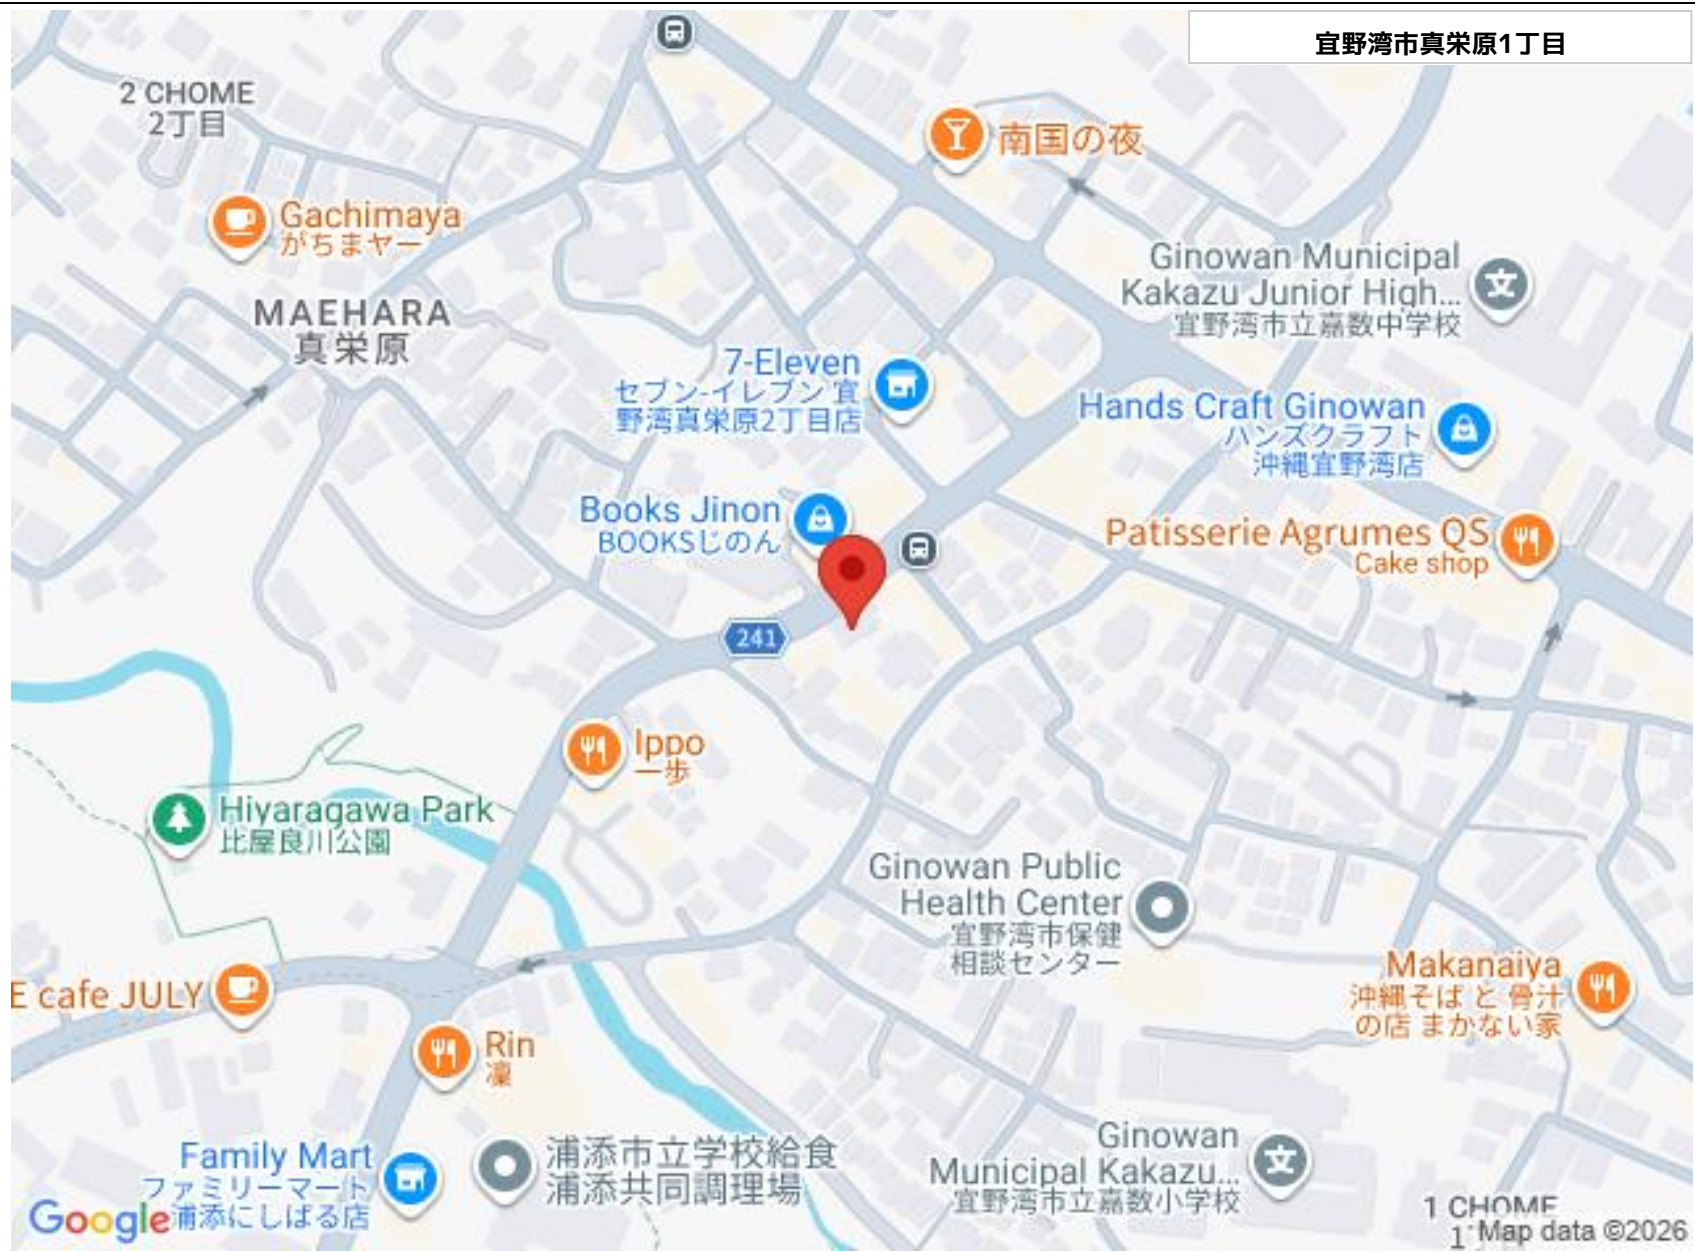 宜野湾市真栄原1丁目
2 CHOME
2丁目
南国の夜
Gachimaya
がちまヤー
Ginowan Municipal
Kakazu Junior High...
宜野湾市立嘉数中学校
MAEHARA
真栄原
7-Eleven
セブン-イレブン 宜
野湾真栄原2丁目店
Hands Craft Ginowan
ハンズクラフト
沖縄宜野湾店
Books Jinon
BOOKSじのん
Patisserie Agrumes QS
Cake shop
241
Ippo
一歩
Hiyaragawa Park
比屋良川公園
Ginowan Public
Health Center
宜野湾市保健
相談センター
E cafe JULY
Makanaiya
沖縄そば と 骨汁
の店 まかない家
Rin
凜
Family Mart
ファミリーマート
浦添にしばる店
浦添市立学校給食
浦添共同調理場
Ginowan
Municipal Kakazu...
宜野湾市立嘉数小学校
1 CHOME
1
Google
Map data ©2026